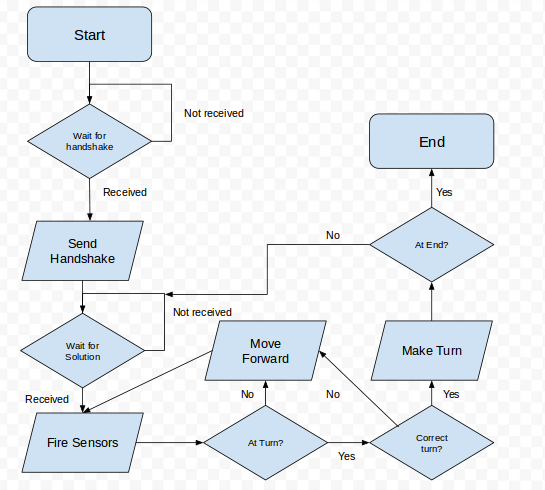 Start
Not received
Wait for
handshake
End
Received
Yes
No
At End?
Send
Handshake
Not received
Wait for
Solution
Move
Forward
Make Turn
Received
No
No
Yes
Fire Sensors
At Turn?
Correct
turn?
Yes